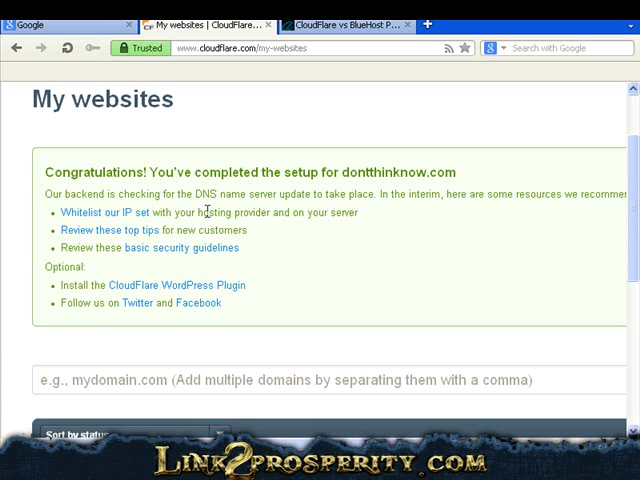 Google
My websites | CloudFlare...
CloudFlare vs BlueHost P...
Trusted
www.cloudflare.com/my-websites
Search with Google
My websites
Congratulations! You've completed the setup for dontthinknow.com
Our backend is checking for the DNS name server update to take place. In the interim, here are some resources we recommen
Whitelist our IP set with your hosting provider and on your server
Review these top tips for new customers
Review these basic security guidelines
Optional:
Install the CloudFlare WordPress Plugin
Follow us on Twitter and Facebook
e.g., mydomain.com (Add multiple domains by separating them with a comma)
Sort by status
Link2prosperity.com